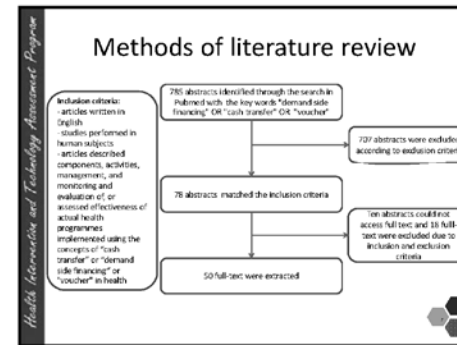 Health Intervention and Technology Assessment Program
Methods of literature review
Inclusion criteria:
- articles written in
English
- studies performed in
human subjects
- articles described
components, activities,
management, and
monitoring and
evaluation of, or
assessed effectiveness of
actual health
programmes
implemented using the
concepts of "cash
transfer" or "demand
side financing" or
"voucher" in health
785 abstracts identified through the search in
Pubmed with the key words "demand side
financing" OR "cash transfer" OR "voucher"
707 abstracts were excluded
according to exclusion criteri
78 abstracts matched the inclusion criteria
Ten abstracts could not
access full text and 18 full-
text were excluded due to
inclusion and exclusion
criteria
50 full-text were extracted